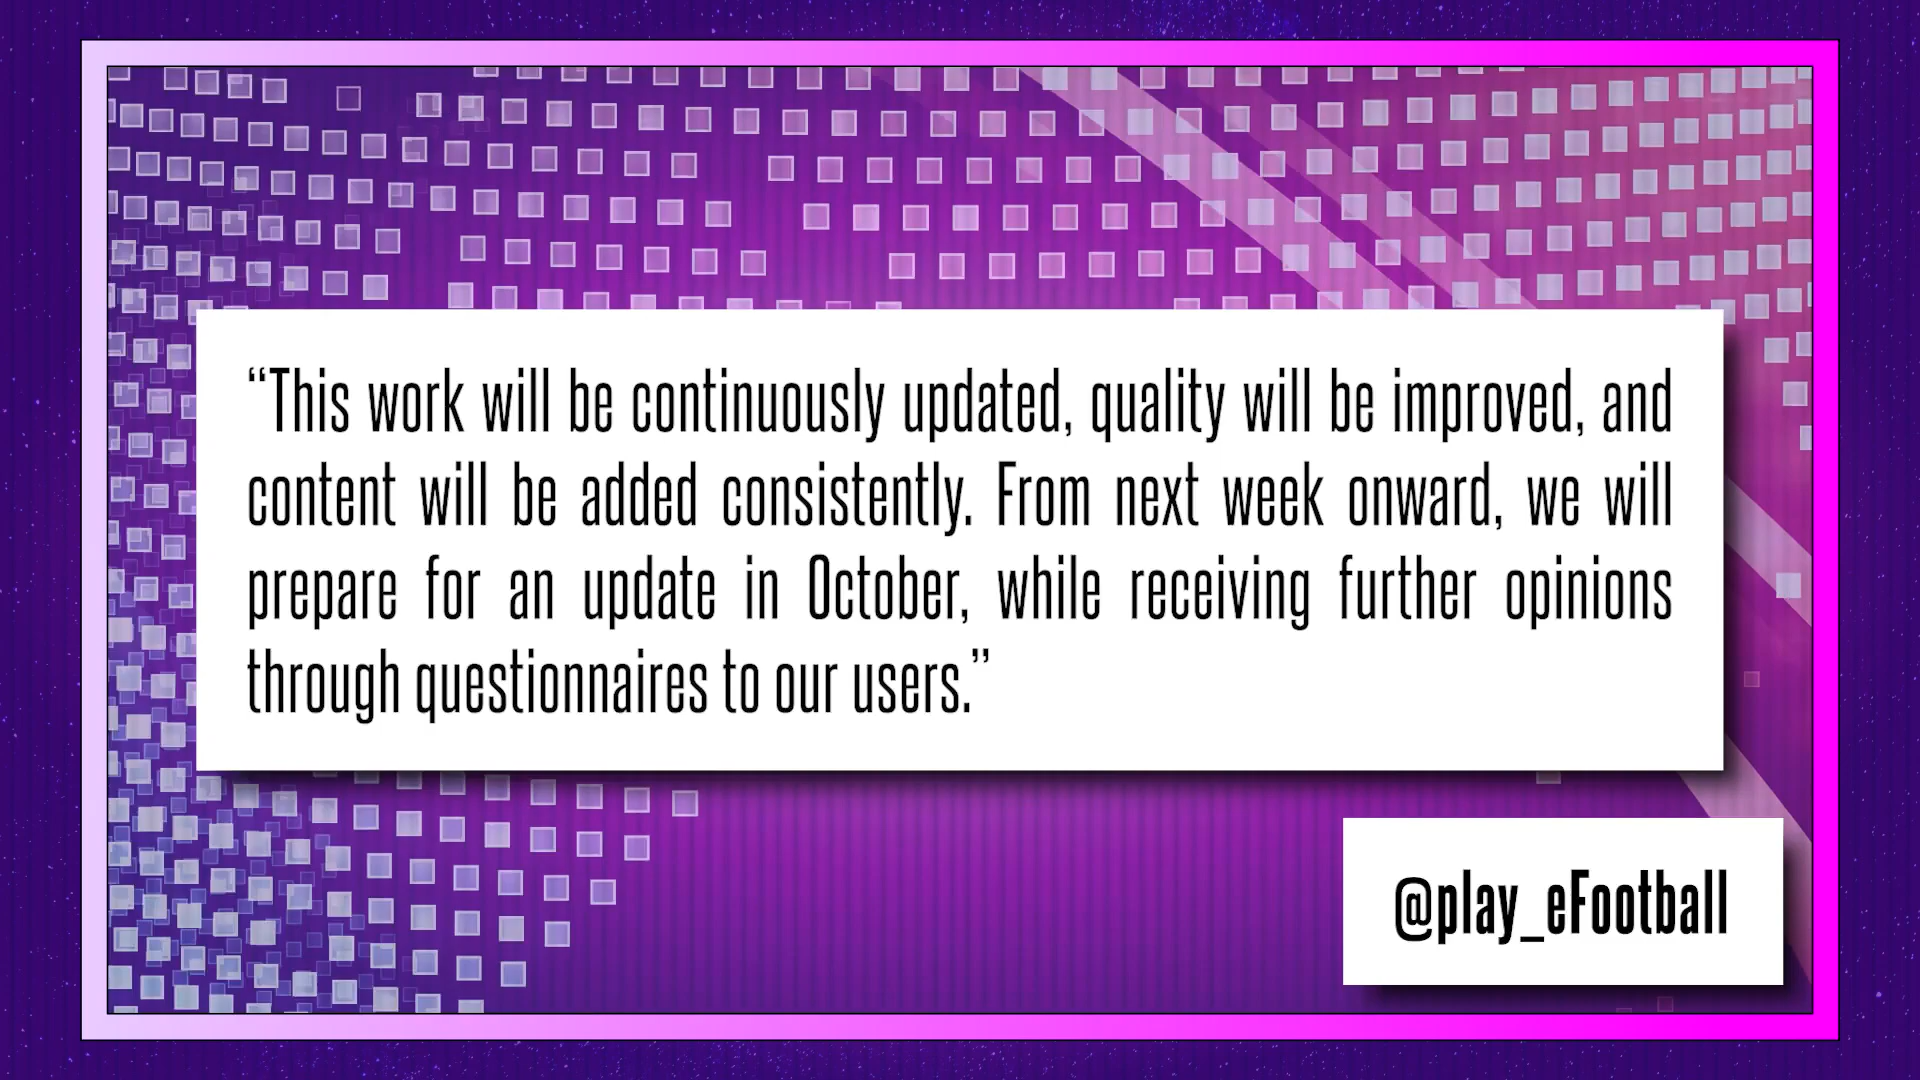 “This work will be continuously updated, quality will be improved, and
content will be added consistently. From next week onward, we will
prepare for an update in October, while receiving further opinions
through questionnaires to our users.”
@play_eFootball